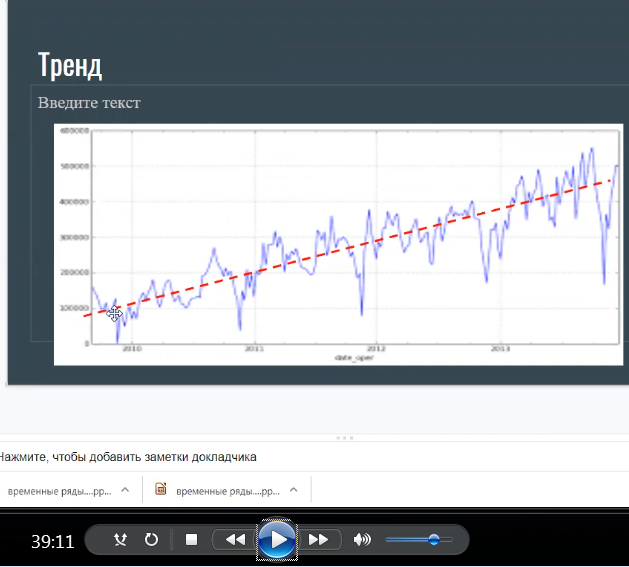 Тренд
Введите текст
600000
500000
400000
300000
200000
100000
0
2010 2011 2012 2013
date_oper
Нажмите, чтобы добавить заметки докладчика
временные ряды....pp... временные ряды....pp...
39:11